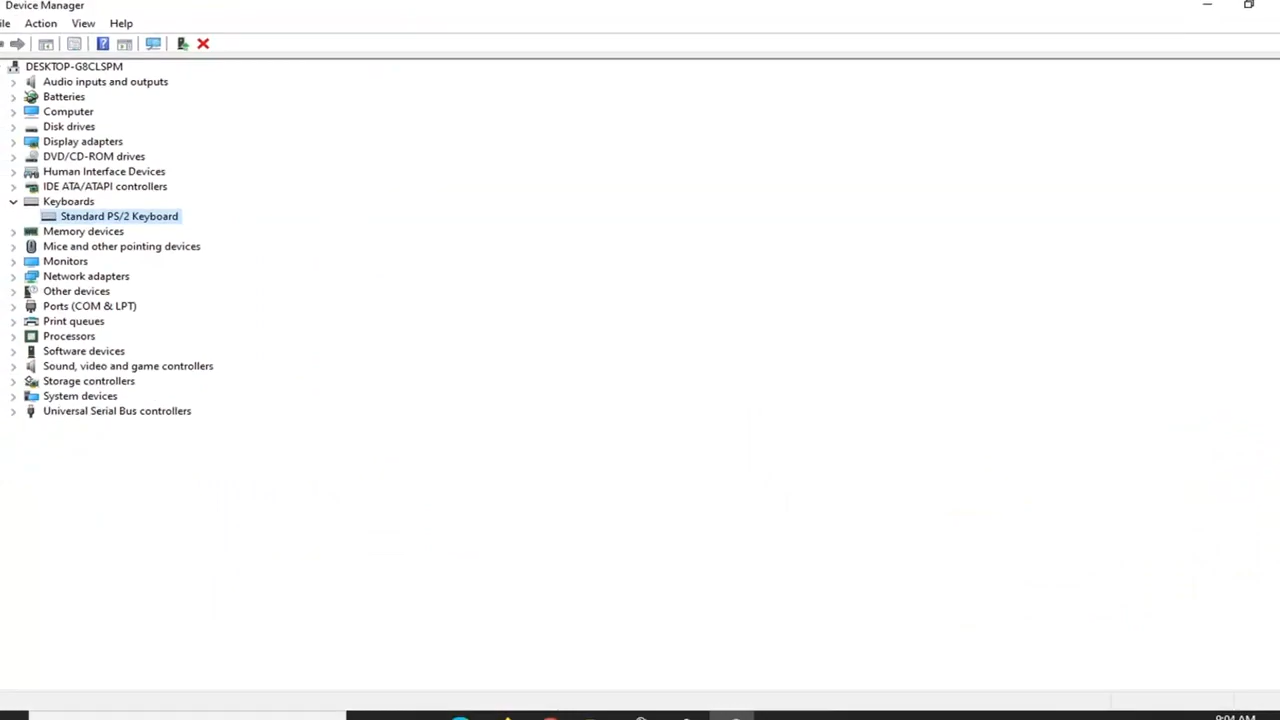 Device Manager
ile Action View Help
DESKTOP-G8CLSPM
Audio inputs and outputs
Batteries
Computer
Disk drives
Display adapters
DVD/CD-ROM drives
Human Interface Devices
IDE ATA/ATAPI controllers
Keyboards
Standard PS/2 Keyboard
Memory devices
Mice and other pointing devices
Monitors
Network adapters
Other devices
Ports (COM & LPT)
Print queues
Processors
Software devices
Sound, video and game controllers
Storage controllers
System devices
Universal Serial Bus controllers
9:04 AM